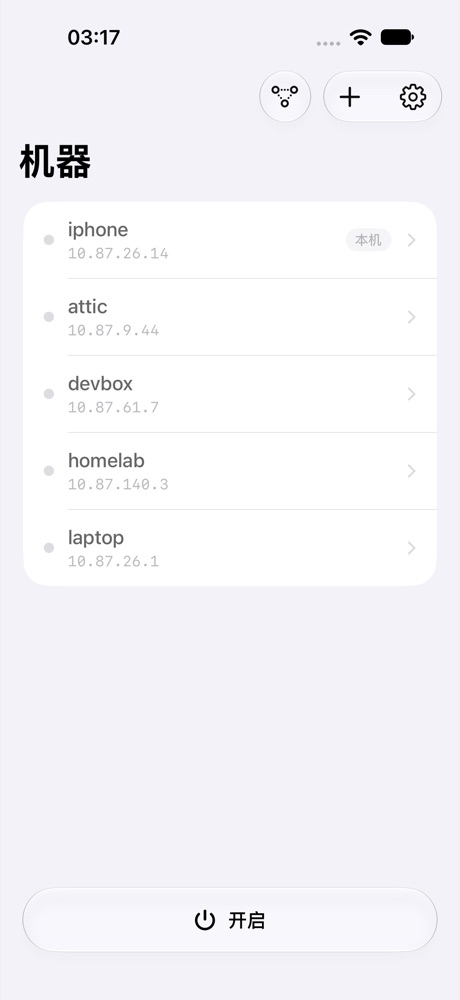 03:17
机器
iphone
10.87.26.14
本机
attic
10.87.9.44
devbox
10.87.61.7
homelab
10.87.140.3
laptop
10.87.26.1
开启